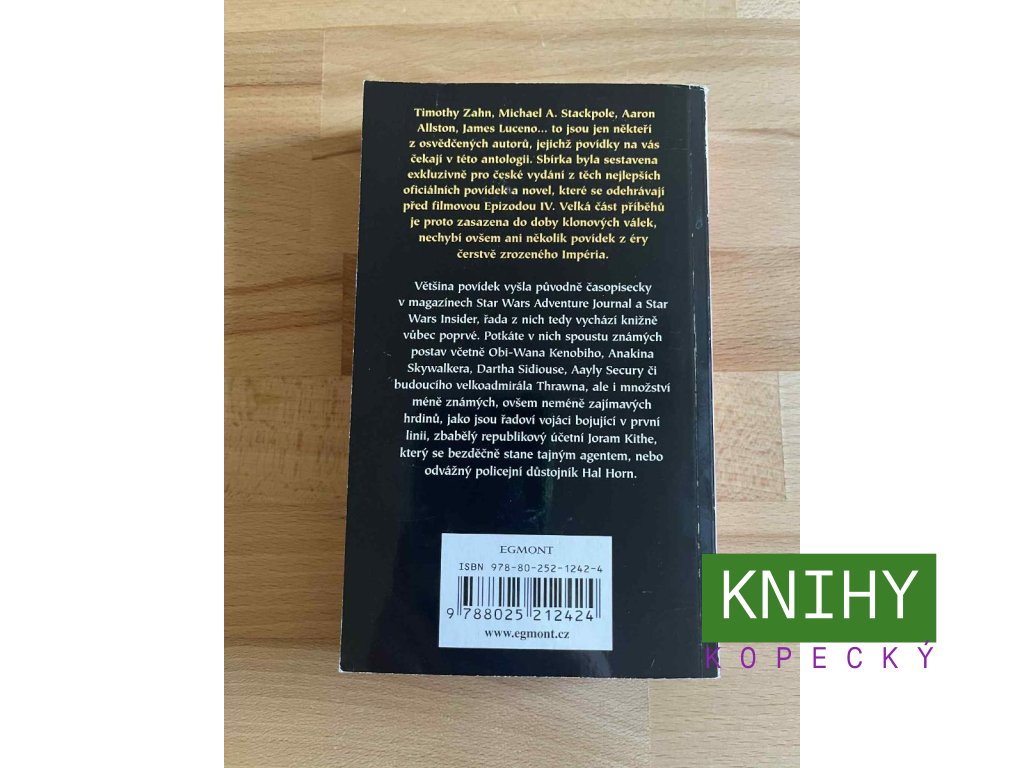 Timothy Zahn, Michael A. Stackpole, Aaron
Allston, James Luceno... to jsou jen někteří
z osvědčených autorů, jejichž povídky na vás
čekají v této antologii. Sbírka byla sestavena
exkluzivně pro české vydání z těch nejlepších
oficiálních povídek a novel, které se odehrávají
před filmovou Epizodou IV. Velká část příběhů
je proto zasazena do doby klonových válek,
nechybí ovšem ani několik povídek z éry
čerstvě zrozeného Impéria.
Většina povídek vyšla původně časopisecky
v magazínech Star Wars Adventure Journal a Star
Wars Insider, řada z nich tedy vychází knižně
vůbec poprvé. Potkáte v nich spoustu známých
postav včetně Obi-Wana Kenobiho, Anakina
Skywalkera, Dartha Sidiouse, Aayly Secury či
budoucího velkoadmirála Thrawna, ale i množství
méně známých, ovšem neméně zajímavých
hrdinů, jako jsou řadoví vojáci bojující v první
linii, zbabělý republikový účetní Joram Kithe,
který se bezděčně stane tajným agentem, nebo
odvážný policejní důstojník Hal Horn.
EGMONT
ISBN 978-80-252-1242-4
9 788025 212424
www.egmont.cz
KNIHY
KOPECKÝ